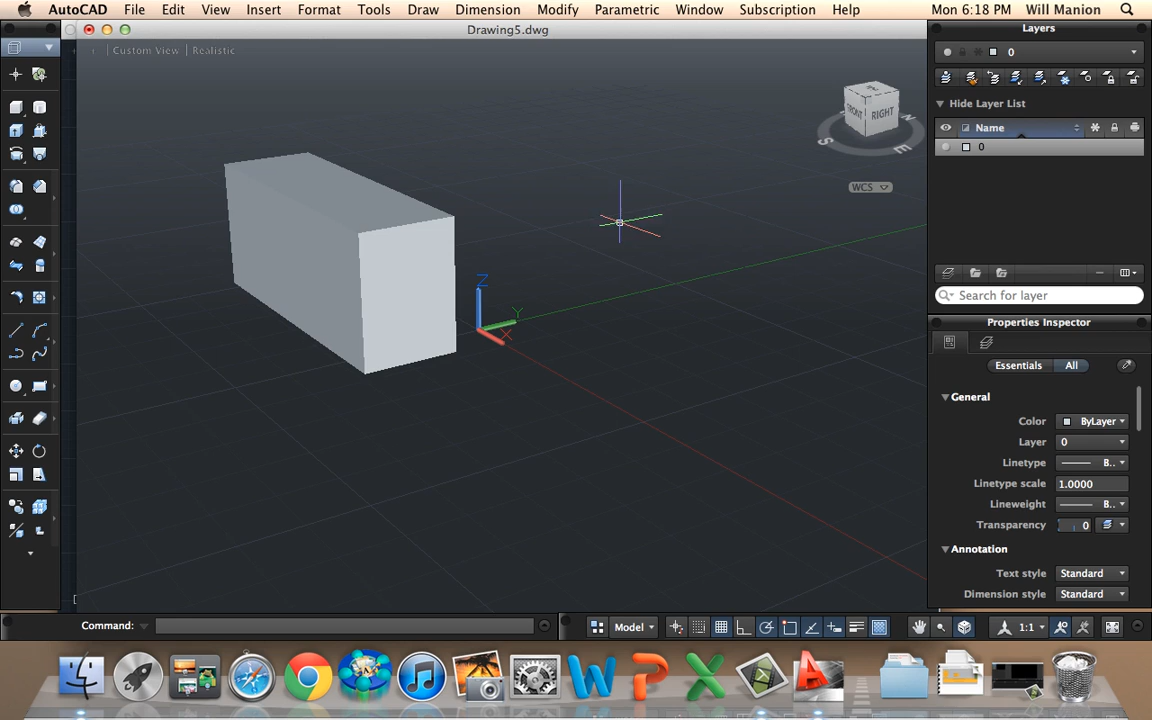 AutoCAD File Edit View Insert Format Tools Draw Dimension Modify Parametric Window Subscription Help Mon 6:18 PM Will Manion
Drawing5.dwg
Custom View Realistic
FRONT RIGHT
S E N
WCS
Z
Y
X
Layers
0
Hide Layer List
Name
0
Search for layer
Properties Inspector
Essentials All
General
Color ByLayer
Layer 0
Linetype B..
Linetype scale 1.0000
Lineweight B..
Transparency 0
Annotation
Text style Standard
Dimension style Standard
Command:
Model 1:1
W P X